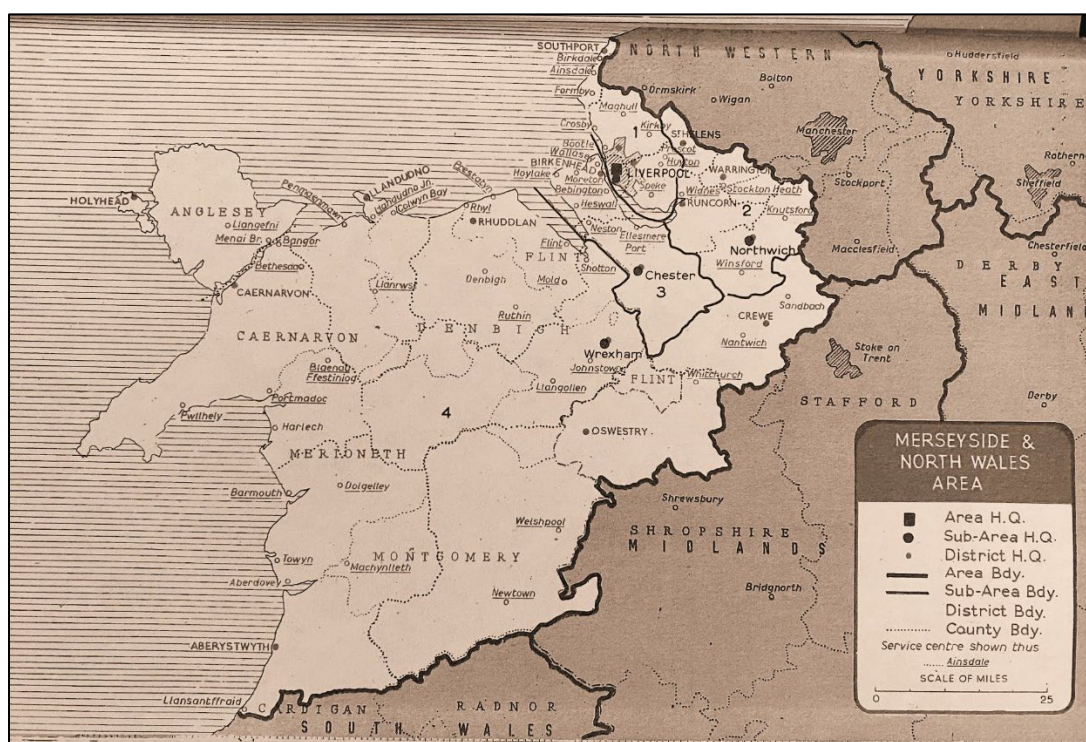 SOUTHPORT
Birkdale
Ainsdale
Formby
Maghull
Crosby
Kirkby
1
ST HELENS
Bootle
Wallasey
Prescot
Huyton
BIRKENHEAD
Hoylake
Moreton
LIVERPOOL
Bebington
Speke
Widnes
WARRINGTON
Stockton Heath
RUNCORN
2
Knutsford
Heswall
Neston
Ellesmere
Port
Northwich
Winsford
NORTH WESTERN
Ormskirk
Wigan
Bolton
Manchester
Stockport
Macclesfield
Huddersfield
YORKSHIRE
YORKSHIRE
Sheffield
Chesterfield
DERBY
EAST
Derby
HOLYHEAD
ANGLESEY
Llangefni
Menai Br.
Bangor
Bethesda
Penmaenmawr
LLANDUDNO
Llandudno Jn.
Colwyn Bay
Prestatyn
Rhyl
RHUDDLAN
Flint
FLINT
Shotton
Denbigh
Mold
Ruthin
DENBIGH
Chester
3
Sandbach
CREWE
Nantwich
CAERNARVON
CAERNARVON
Blaenau
Ffestiniog
Portmadoc
Pwllhely
Harlech
MERIONETH
Wrexham
Johnstown
FLINT
Whitchurch
Llangollen
OSWESTRY
4
Stoke on
Trent
STAFFORD
Dolgelley
Barmouth
Towyn
Machynlleth
Aberdovey
Welshpool
MONTGOMERY
Newtown
Shrewsbury
SHROPSHIRE
MIDLANDS
Bridgnorth
ABERYSTWYTH
Llansantffraid
CARDIGAN
RADNOR
SOUTH WALES
MERSEYSIDE &
NORTH WALES
AREA
Area H.Q.
Sub-Area H.Q.
District H.Q.
Area Bdy.
Sub-Area Bdy.
District Bdy.
County Bdy.
Service centre shown thus
Ainsdale
SCALE OF MILES
0 25